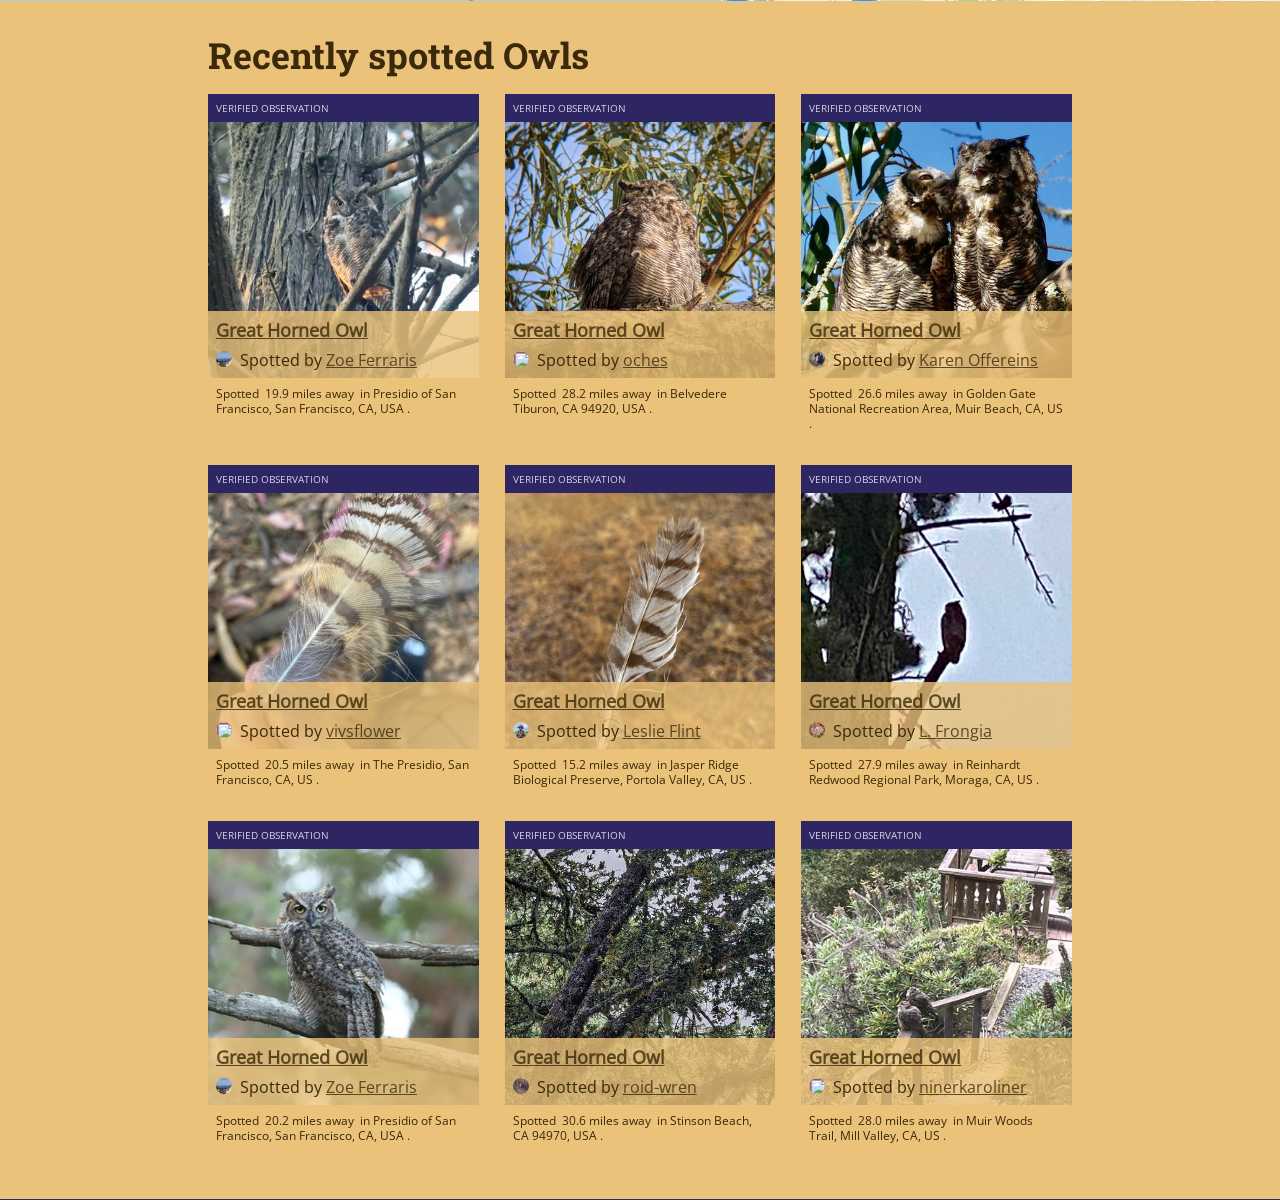 Recently spotted Owls
VERIFIED OBSERVATION
Great Horned Owl
Spotted by Zoe Ferraris
Spotted 19.9 miles away in Presidio of San
Francisco, San Francisco, CA, USA .
VERIFIED OBSERVATION
Great Horned Owl
Spotted by oches
Spotted 28.2 miles away in Belvedere
Tiburon, CA 94920, USA .
VERIFIED OBSERVATION
Great Horned Owl
Spotted by Karen Offereins
Spotted 26.6 miles away in Golden Gate
National Recreation Area, Muir Beach, CA, US
.
VERIFIED OBSERVATION
Great Horned Owl
Spotted by vivsflower
Spotted 20.5 miles away in The Presidio, San
Francisco, CA, US .
VERIFIED OBSERVATION
Great Horned Owl
Spotted by Leslie Flint
Spotted 15.2 miles away in Jasper Ridge
Biological Preserve, Portola Valley, CA, US .
VERIFIED OBSERVATION
Great Horned Owl
Spotted by L. Frongia
Spotted 27.9 miles away in Reinhardt
Redwood Regional Park, Moraga, CA, US .
VERIFIED OBSERVATION
Great Horned Owl
Spotted by Zoe Ferraris
Spotted 20.2 miles away in Presidio of San
Francisco, San Francisco, CA, USA .
VERIFIED OBSERVATION
Great Horned Owl
Spotted by roid-wren
Spotted 30.6 miles away in Stinson Beach,
CA 94970, USA .
VERIFIED OBSERVATION
Great Horned Owl
Spotted by ninerkaroliner
Spotted 28.0 miles away in Muir Woods
Trail, Mill Valley, CA, US .